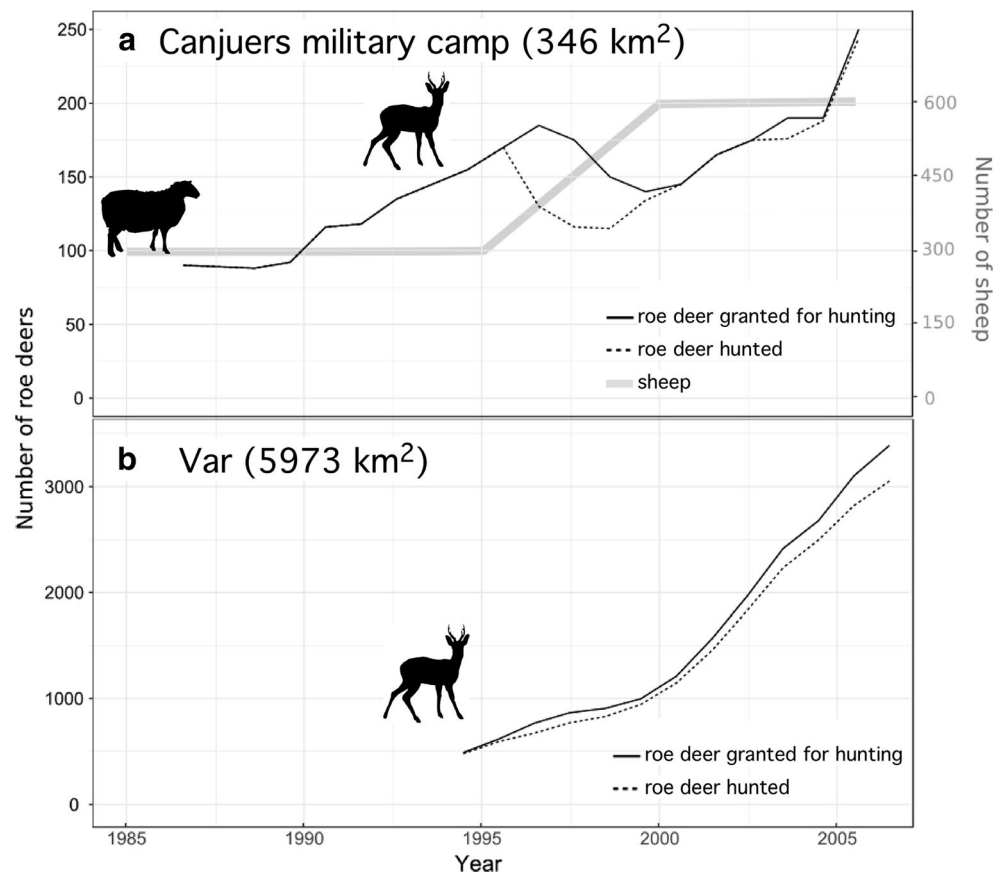 a Canjuers military camp (346 km²)
250
200
150
100
50
0
600
450
300
150
0
Number of sheep
Number of roe deers
roe deer granted for hunting
roe deer hunted
sheep
b Var (5973 km²)
3000
2000
1000
0
roe deer granted for hunting
roe deer hunted
1985 1990 1995 2000 2005
Year